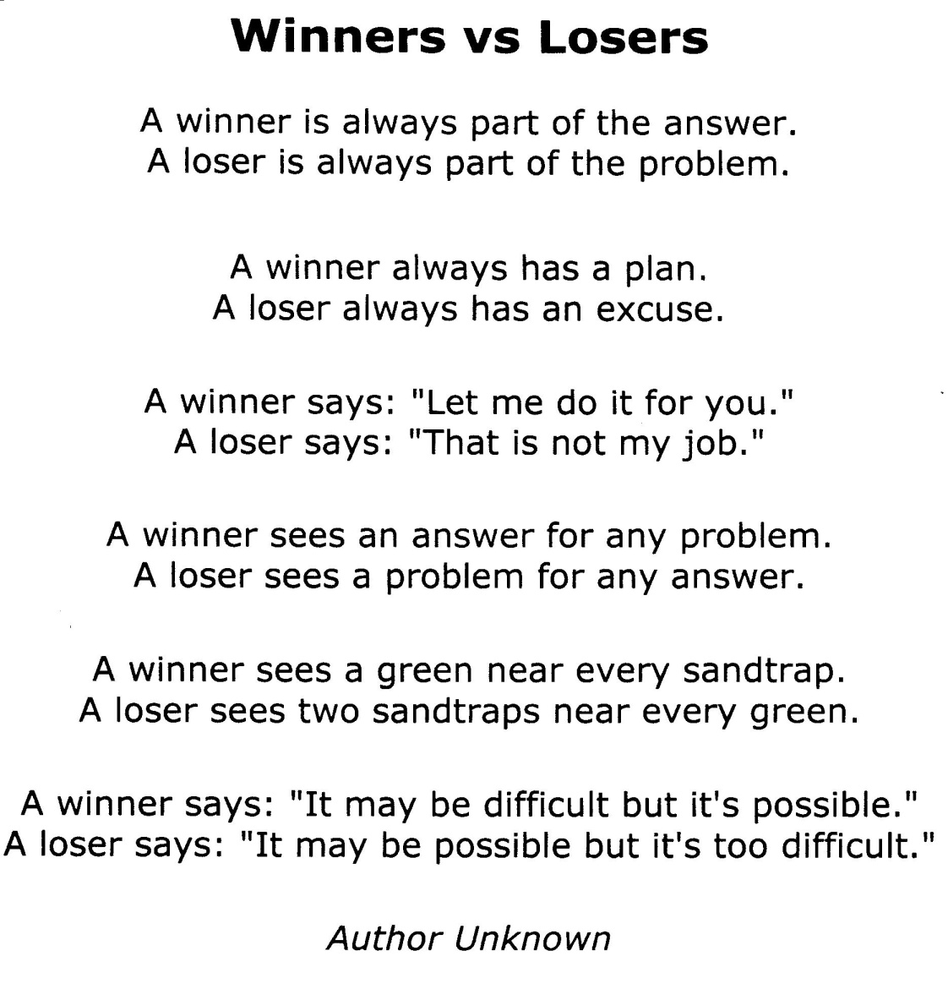 Winners vs Losers
A winner is always part of the answer.
A loser is always part of the problem.
A winner always has a plan.
A loser always has an excuse.
A winner says: "Let me do it for you."
A loser says: "That is not my job."
A winner sees an answer for any problem.
A loser sees a problem for any answer.
A winner sees a green near every sandtrap.
A loser sees two sandtraps near every green.
A winner says: "It may be difficult but it's possible."
A loser says: "It may be possible but it's too difficult."
Author Unknown